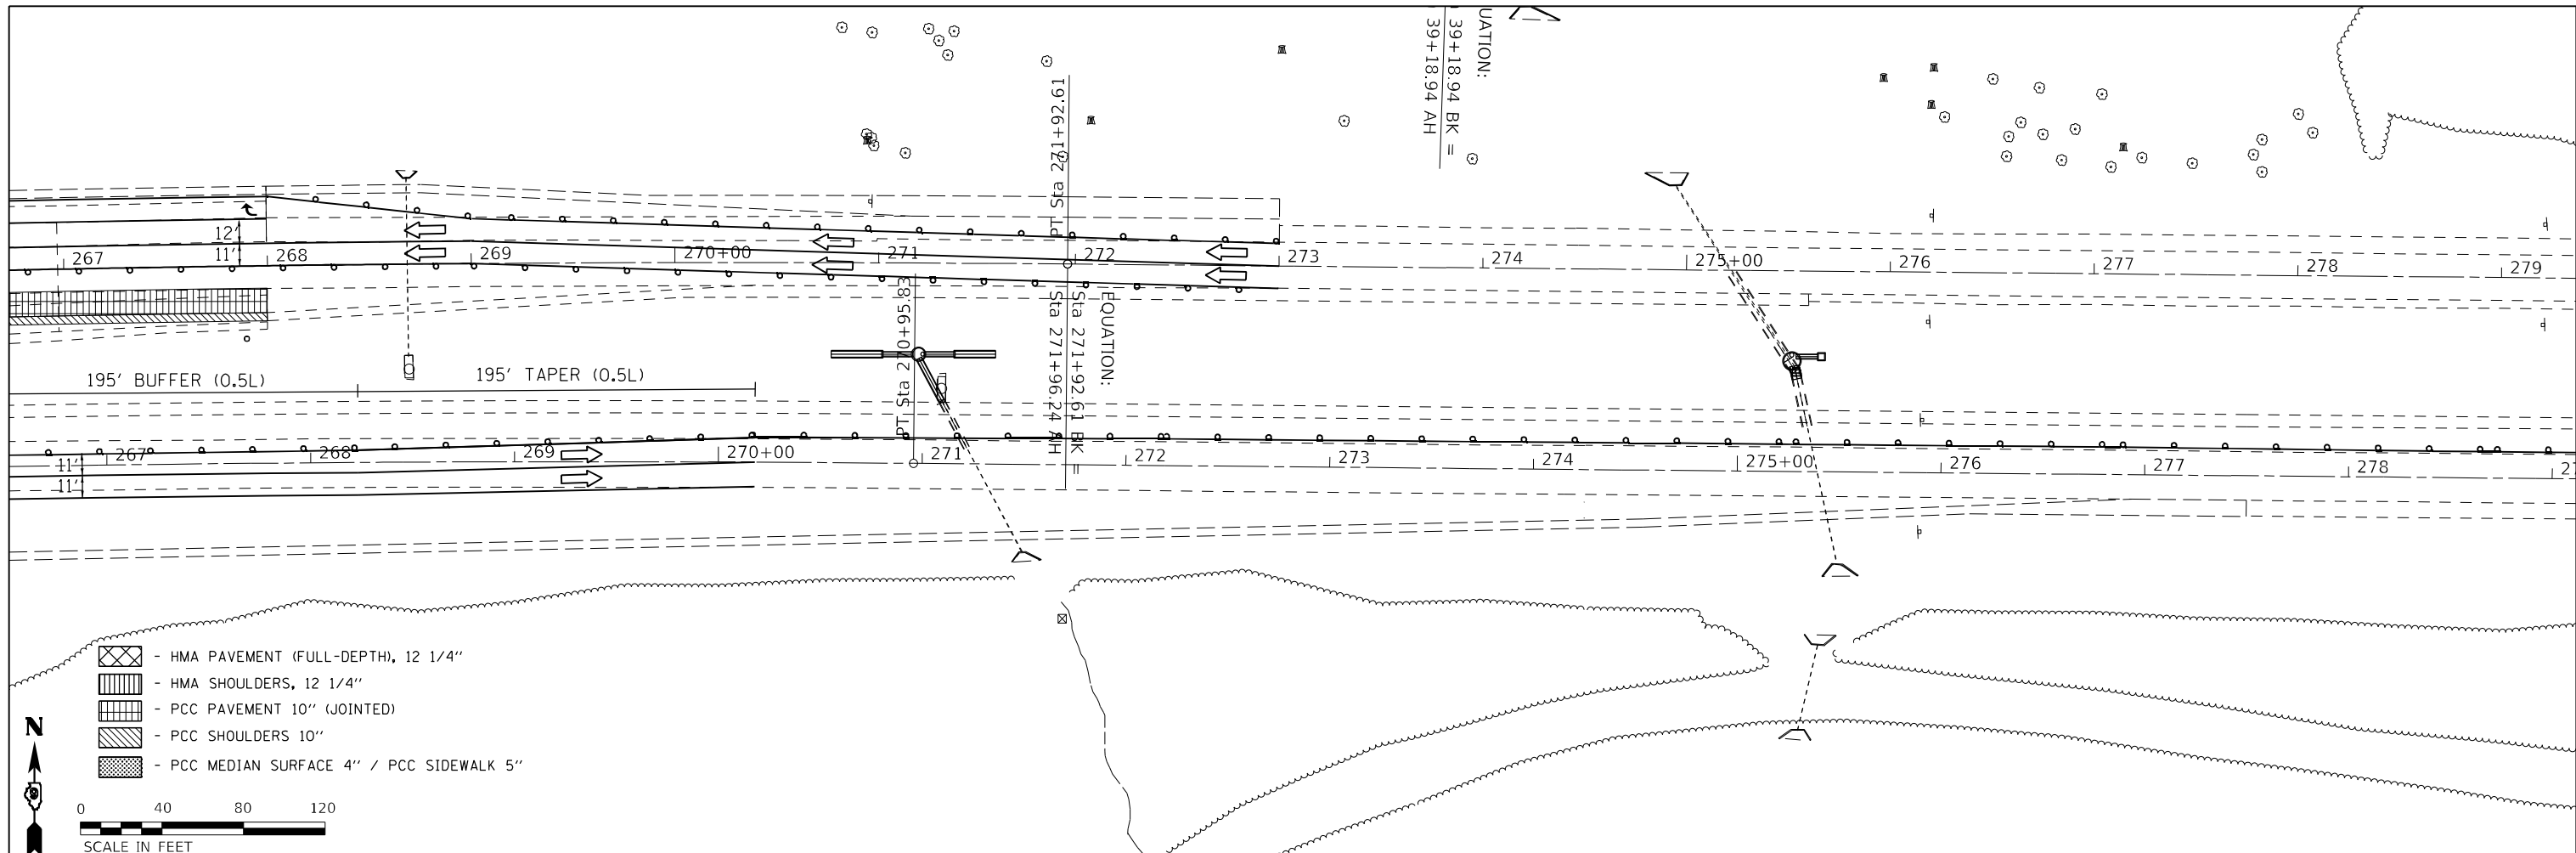 UATION:
39+18.94 BK =
39+18.94 AH
PT Sta 271+92.61
12'
11'
267
268
269
270+00
271
272
273
274
275+00
276
277
278
279
PT Sta 270+95.83
EQUATION:
Sta 271+92.61 BK =
Sta 271+96.24 AH
195' BUFFER (0.5L)
195' TAPER (0.5L)
11'
11'
267
268
269
270+00
271
272
273
274
275+00
276
277
278
- HMA PAVEMENT (FULL-DEPTH), 12 1/4"
- HMA SHOULDERS, 12 1/4"
- PCC PAVEMENT 10" (JOINTED)
- PCC SHOULDERS 10"
- PCC MEDIAN SURFACE 4" / PCC SIDEWALK 5"
N
0 40 80 120
SCALE IN FEET